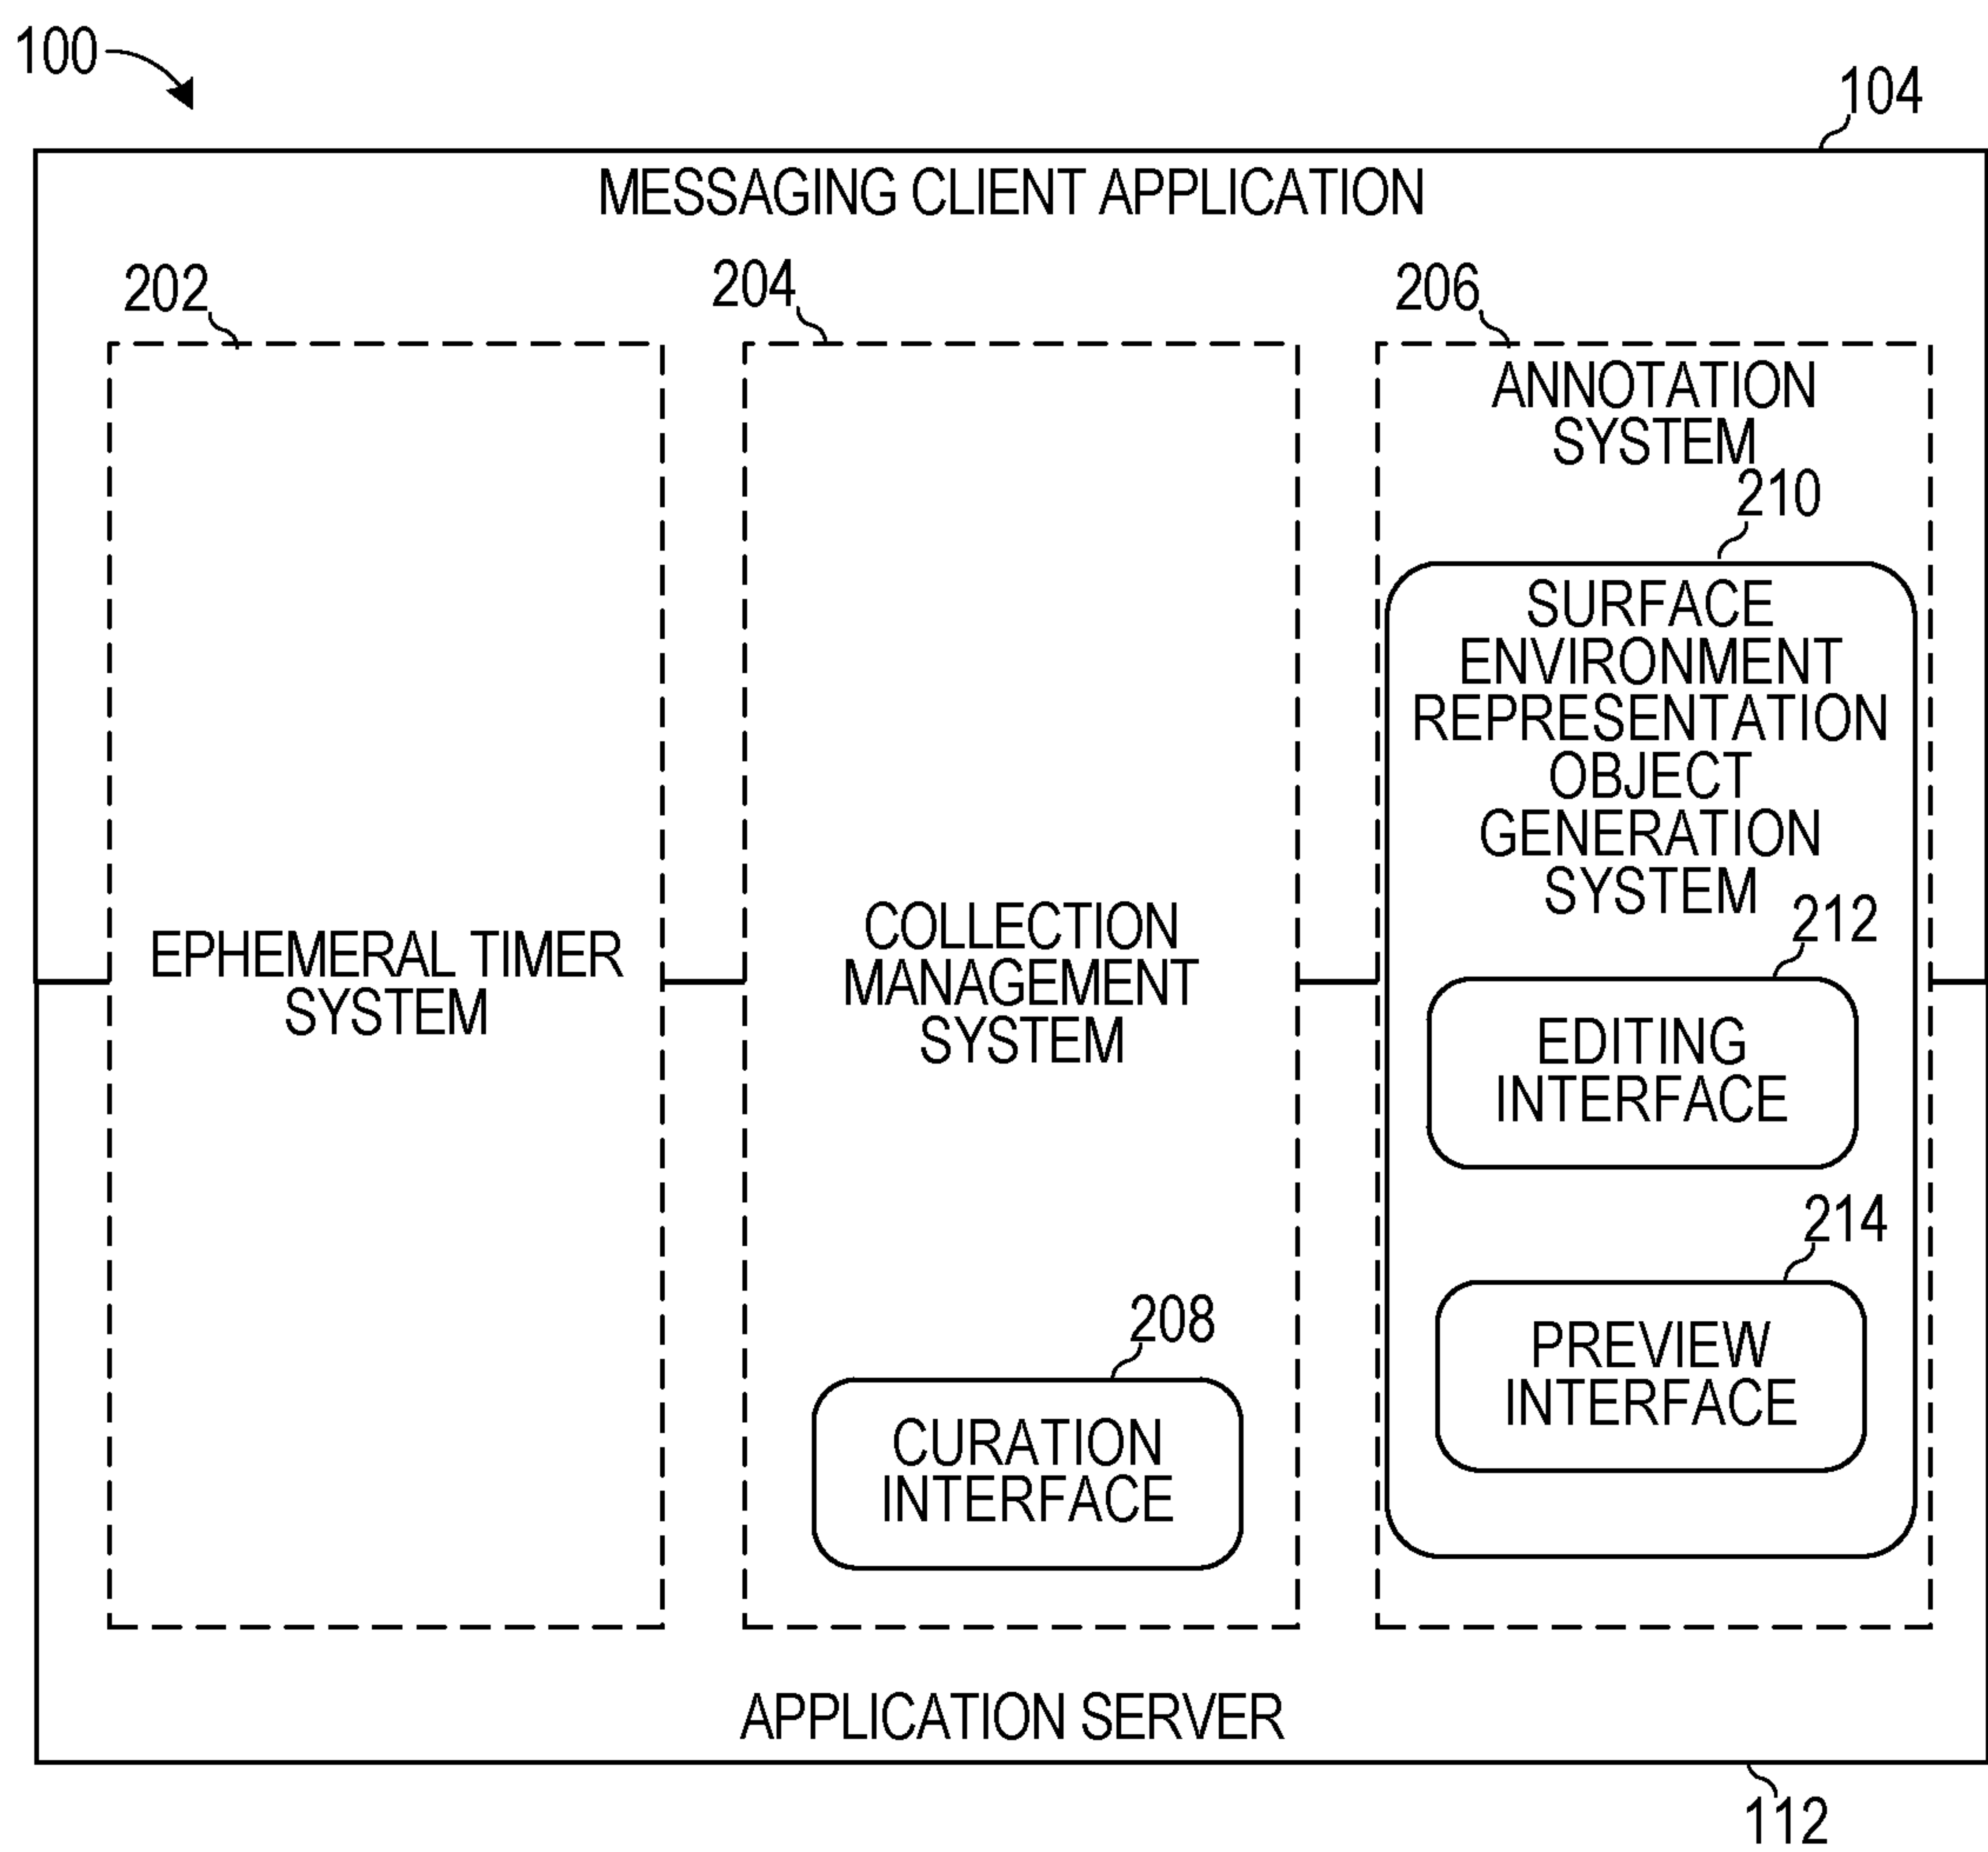 100
104
MESSAGING CLIENT APPLICATION
202
204
206
ANNOTATION
SYSTEM
210
SURFACE
ENVIRONMENT
REPRESENTATION
OBJECT
GENERATION
SYSTEM
EPHEMERAL TIMER
SYSTEM
COLLECTION
MANAGEMENT
SYSTEM
212
EDITING
INTERFACE
214
PREVIEW
INTERFACE
208
CURATION
INTERFACE
APPLICATION SERVER
112